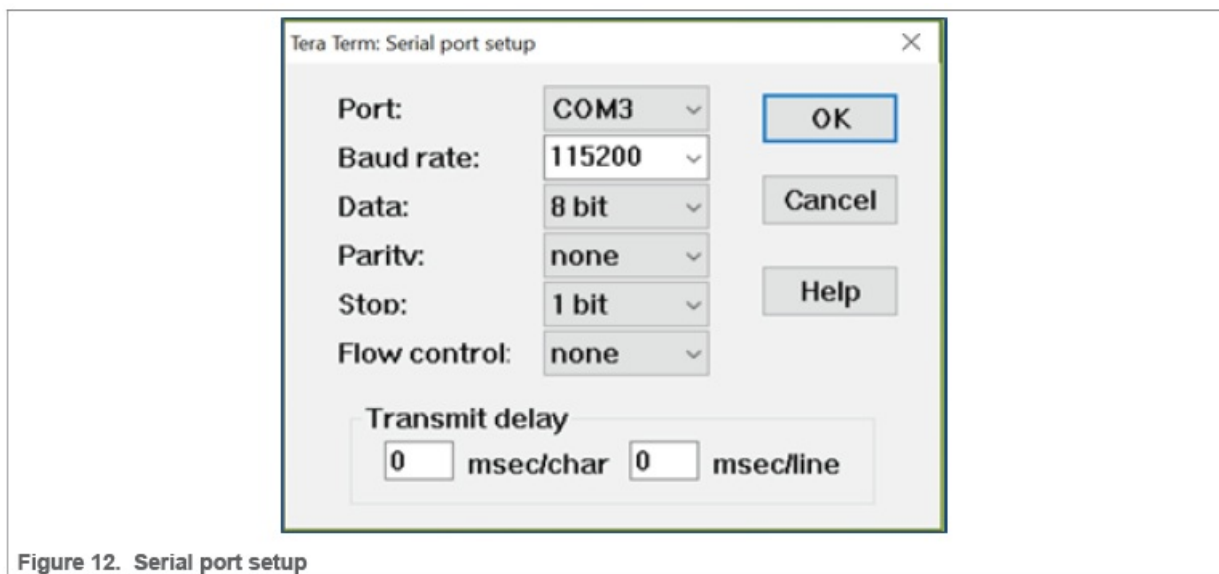 Tera Term: Serial port setup
Port: COM3 OK
Baud rate: 115200
Data: 8 bit Cancel
Parity: none
Stop: 1 bit Help
Flow control: none
Transmit delay
0 msec/char 0 msec/line
Figure 12. Serial port setup